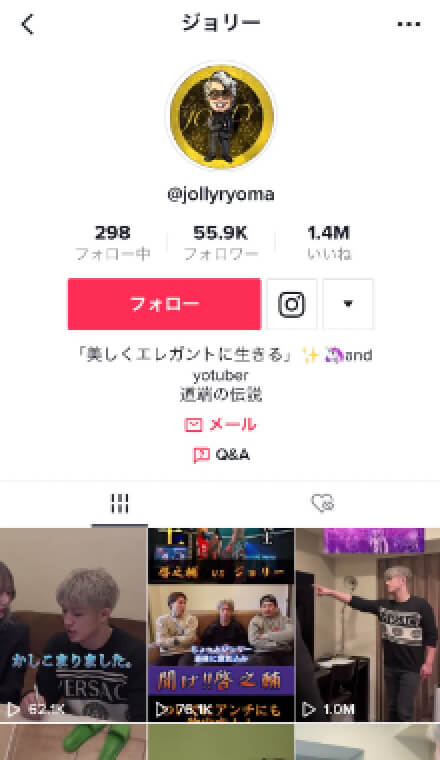 ジョリー
@jollyryoma
298
フォロー中
55.9K
フォロワー
1.4M
いいね
フォロー
「美しくエレガントに生きる」✨🦄and
yotuber
道端の伝説
メール
Q&A
かしこまりました。
VERSAC
62.1K
啓之輔 vs ジョリー
聞け!!啓之輔
アンチにも
76.1K
1.0M